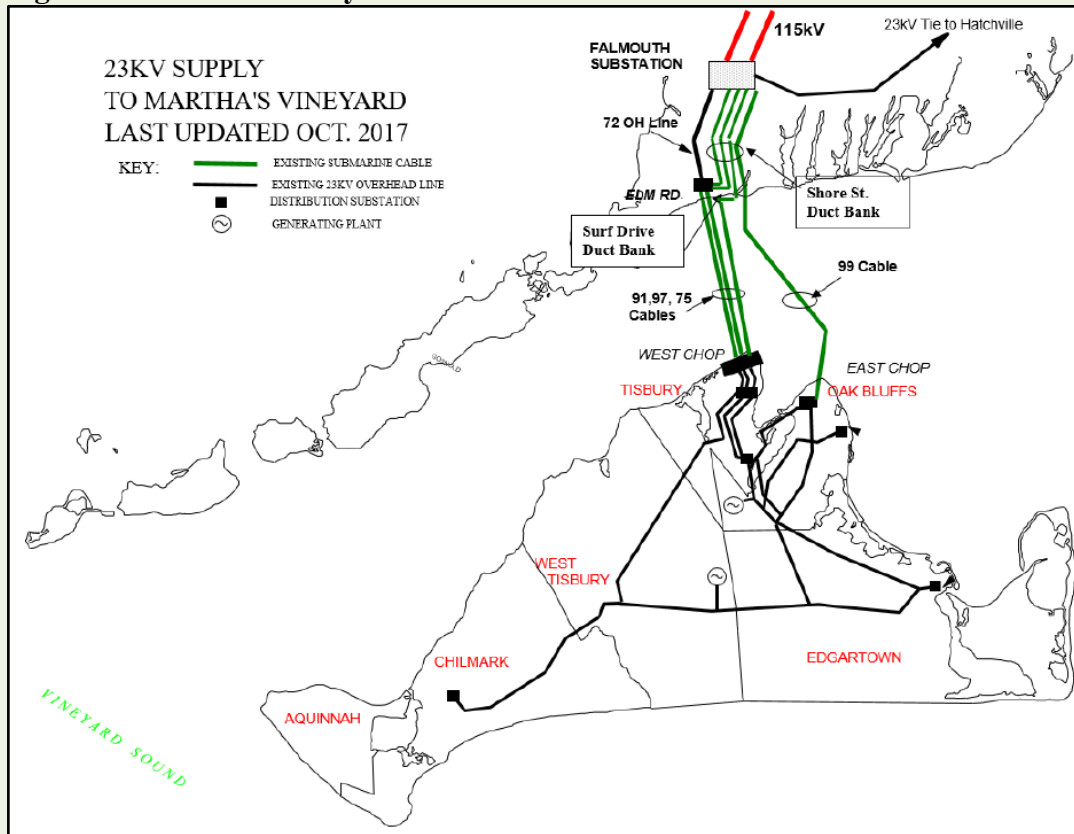 115kV
23kV Tie to Hatchville
FALMOUTH
SUBSTATION
23KV SUPPLY
TO MARTHA'S VINEYARD
LAST UPDATED OCT. 2017
KEY:
EXISTING SUBMARINE CABLE
EXISTING 23KV OVERHEAD LINE
DISTRIBUTION SUBSTATION
GENERATING PLANT
72 OH Line
ELM RD.
Shore St.
Duct Bank
Surf Drive
Duct Bank
99 Cable
91,97, 75
Cables
WEST CHOP
EAST CHOP
TISBURY
OAK BLUFFS
WEST
TISBURY
CHILMARK
EDGARTOWN
AQUINNAH
VINEYARD SOUND